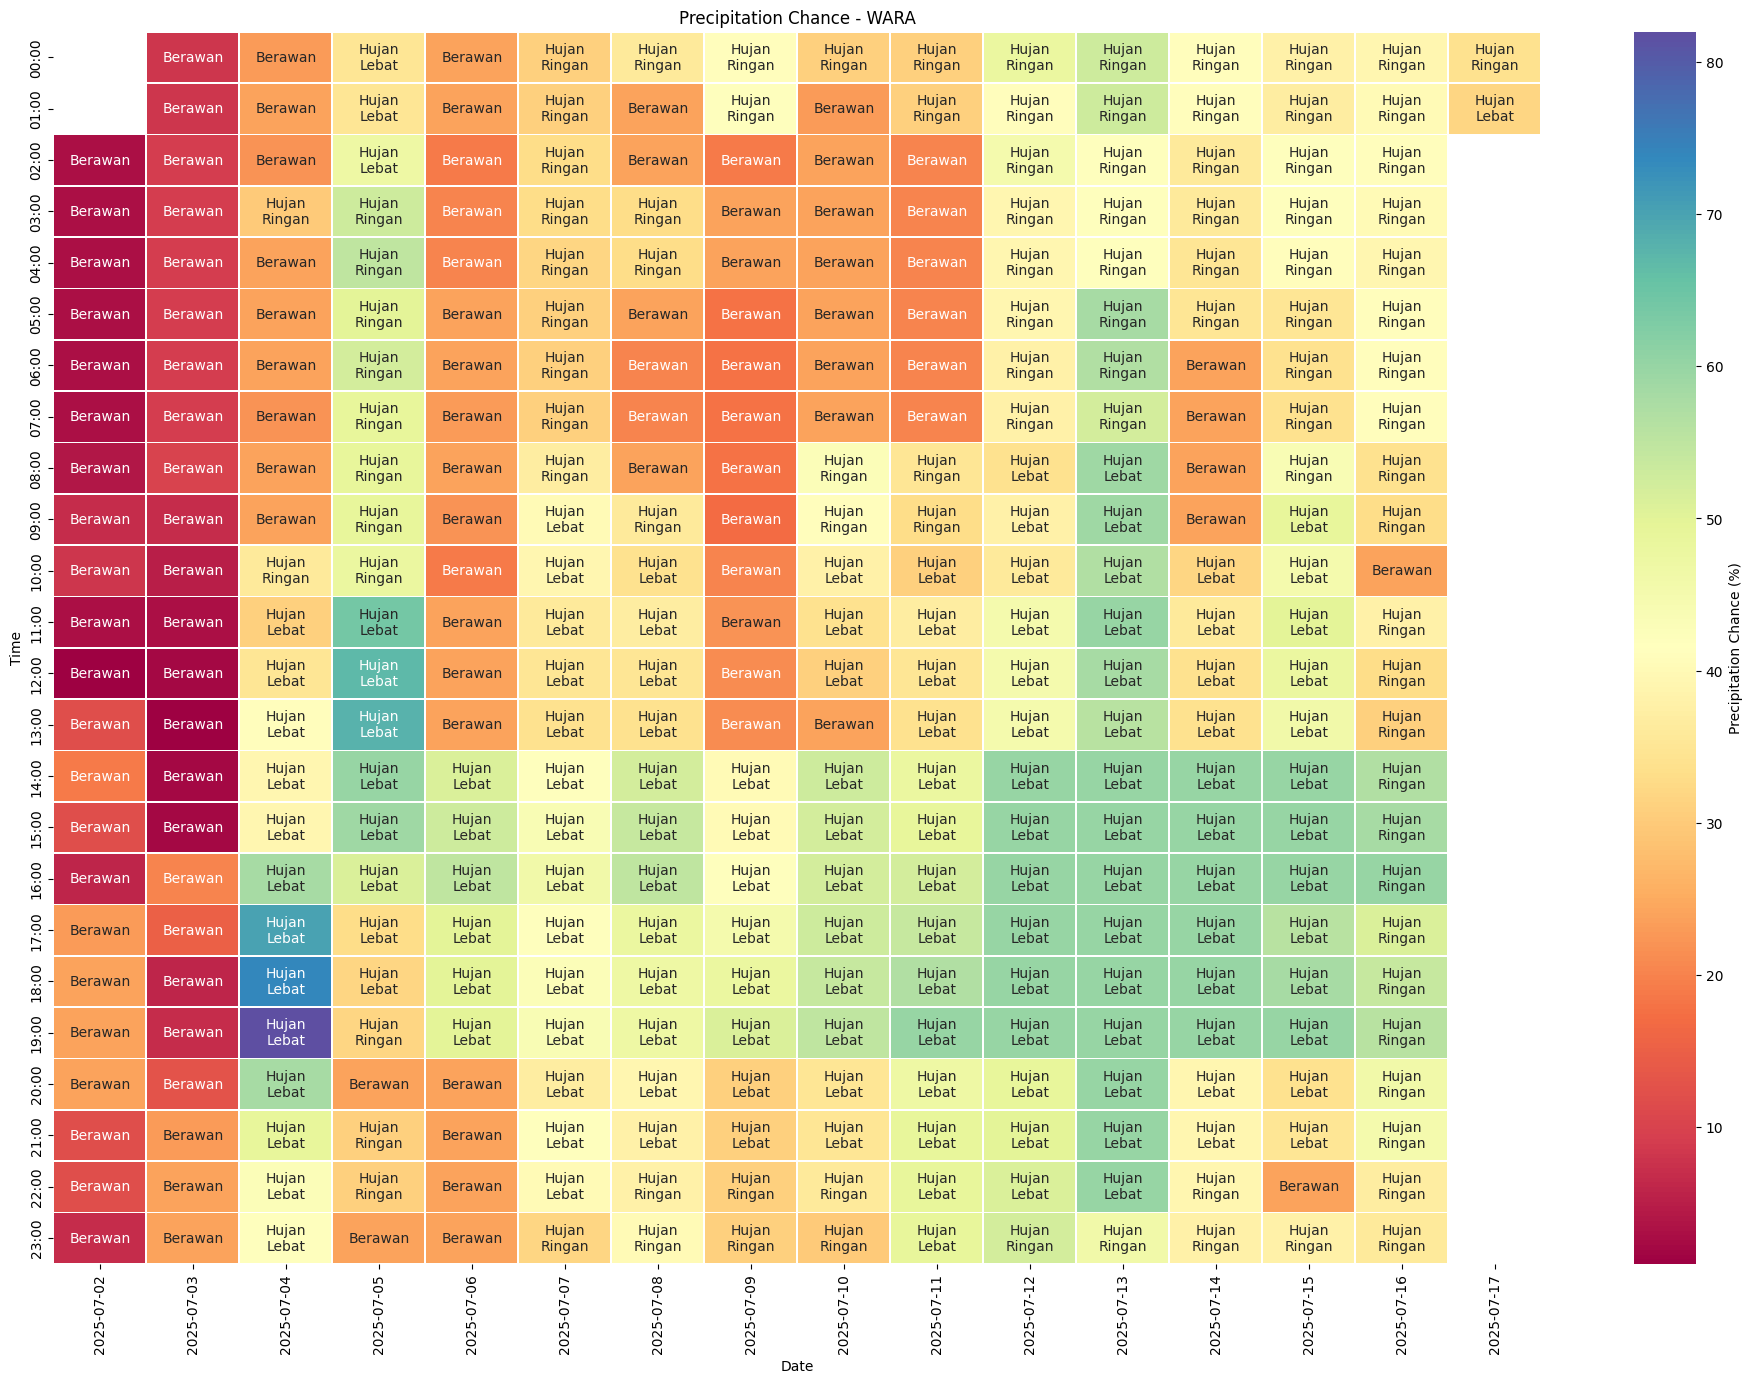 Precipitation Chance - WARA
00:00 Berawan Berawan Hujan Lebat Berawan Hujan Ringan Hujan Ringan Hujan Ringan Hujan Ringan Hujan Ringan Hujan Ringan Hujan Ringan Hujan Ringan Hujan Ringan Hujan Ringan Hujan Ringan
01:00 Berawan Berawan Hujan Lebat Berawan Hujan Ringan Berawan Hujan Ringan Berawan Hujan Ringan Hujan Ringan Hujan Ringan Hujan Ringan Hujan Ringan Hujan Ringan Hujan Lebat
02:00 Berawan Berawan Berawan Hujan Lebat Berawan Hujan Ringan Berawan Berawan Berawan Berawan Hujan Ringan Hujan Ringan Hujan Ringan Hujan Ringan Hujan Ringan
03:00 Berawan Berawan Hujan Ringan Hujan Ringan Berawan Hujan Ringan Hujan Ringan Berawan Berawan Berawan Hujan Ringan Hujan Ringan Hujan Ringan Hujan Ringan Hujan Ringan
04:00 Berawan Berawan Berawan Hujan Ringan Berawan Hujan Ringan Hujan Ringan Berawan Berawan Berawan Hujan Ringan Hujan Ringan Hujan Ringan Hujan Ringan Hujan Ringan
05:00 Berawan Berawan Berawan Hujan Ringan Berawan Hujan Ringan Berawan Berawan Berawan Berawan Hujan Ringan Hujan Ringan Hujan Ringan Hujan Ringan Hujan Ringan
06:00 Berawan Berawan Berawan Hujan Ringan Berawan Hujan Ringan Berawan Berawan Berawan Berawan Hujan Ringan Hujan Ringan Berawan Hujan Ringan Hujan Ringan
07:00 Berawan Berawan Berawan Hujan Ringan Berawan Hujan Ringan Berawan Berawan Berawan Berawan Hujan Ringan Hujan Ringan Berawan Hujan Ringan Hujan Ringan
08:00 Berawan Berawan Berawan Hujan Ringan Berawan Hujan Ringan Berawan Berawan Hujan Ringan Hujan Ringan Hujan Lebat Hujan Lebat Berawan Hujan Ringan Hujan Ringan
09:00 Berawan Berawan Berawan Hujan Ringan Berawan Hujan Lebat Hujan Ringan Berawan Hujan Ringan Hujan Ringan Hujan Lebat Hujan Lebat Berawan Hujan Lebat Hujan Ringan
10:00 Berawan Berawan Hujan Ringan Hujan Ringan Berawan Hujan Lebat Hujan Lebat Berawan Hujan Lebat Hujan Lebat Hujan Lebat Hujan Lebat Hujan Lebat Hujan Lebat Berawan
11:00 Berawan Berawan Hujan Lebat Hujan Lebat Berawan Hujan Lebat Hujan Lebat Berawan Hujan Lebat Hujan Lebat Hujan Lebat Hujan Lebat Hujan Lebat Hujan Lebat Hujan Ringan
12:00 Berawan Berawan Hujan Lebat Hujan Lebat Berawan Hujan Lebat Hujan Lebat Berawan Hujan Lebat Hujan Lebat Hujan Lebat Hujan Lebat Hujan Lebat Hujan Lebat Hujan Ringan
13:00 Berawan Berawan Hujan Lebat Hujan Lebat Berawan Hujan Lebat Hujan Lebat Berawan Berawan Hujan Lebat Hujan Lebat Hujan Lebat Hujan Lebat Hujan Lebat Hujan Ringan
14:00 Berawan Berawan Hujan Lebat Hujan Lebat Hujan Lebat Hujan Lebat Hujan Lebat Hujan Lebat Hujan Lebat Hujan Lebat Hujan Lebat Hujan Lebat Hujan Lebat Hujan Lebat Hujan Ringan
15:00 Berawan Berawan Hujan Lebat Hujan Lebat Hujan Lebat Hujan Lebat Hujan Lebat Hujan Lebat Hujan Lebat Hujan Lebat Hujan Lebat Hujan Lebat Hujan Lebat Hujan Lebat Hujan Ringan
16:00 Berawan Berawan Hujan Lebat Hujan Lebat Hujan Lebat Hujan Lebat Hujan Lebat Hujan Lebat Hujan Lebat Hujan Lebat Hujan Lebat Hujan Lebat Hujan Lebat Hujan Lebat Hujan Ringan
17:00 Berawan Berawan Hujan Lebat Hujan Lebat Hujan Lebat Hujan Lebat Hujan Lebat Hujan Lebat Hujan Lebat Hujan Lebat Hujan Lebat Hujan Lebat Hujan Lebat Hujan Lebat Hujan Ringan
18:00 Berawan Berawan Hujan Lebat Hujan Lebat Hujan Lebat Hujan Lebat Hujan Lebat Hujan Lebat Hujan Lebat Hujan Lebat Hujan Lebat Hujan Lebat Hujan Lebat Hujan Lebat Hujan Ringan
19:00 Berawan Berawan Hujan Lebat Hujan Ringan Hujan Lebat Hujan Lebat Hujan Lebat Hujan Lebat Hujan Lebat Hujan Lebat Hujan Lebat Hujan Lebat Hujan Lebat Hujan Lebat Hujan Ringan
20:00 Berawan Berawan Hujan Lebat Berawan Berawan Hujan Lebat Hujan Lebat Hujan Lebat Hujan Lebat Hujan Lebat Hujan Lebat Hujan Lebat Hujan Lebat Hujan Lebat Hujan Ringan
21:00 Berawan Berawan Hujan Lebat Hujan Ringan Berawan Hujan Lebat Hujan Lebat Hujan Lebat Hujan Lebat Hujan Lebat Hujan Lebat Hujan Lebat Hujan Lebat Hujan Lebat Hujan Ringan
22:00 Berawan Berawan Hujan Lebat Hujan Ringan Berawan Hujan Lebat Hujan Ringan Hujan Ringan Hujan Ringan Hujan Lebat Hujan Lebat Hujan Lebat Hujan Ringan Berawan Hujan Ringan
23:00 Berawan Berawan Hujan Lebat Berawan Berawan Hujan Ringan Hujan Ringan Hujan Ringan Hujan Ringan Hujan Lebat Hujan Ringan Hujan Ringan Hujan Ringan Hujan Ringan Hujan Ringan
Time
2025-07-02 2025-07-03 2025-07-04 2025-07-05 2025-07-06 2025-07-07 2025-07-08 2025-07-09 2025-07-10 2025-07-11 2025-07-12 2025-07-13 2025-07-14 2025-07-15 2025-07-16 2025-07-17
Date
80
70
60
50
40
30
20
10
Precipitation Chance (%)